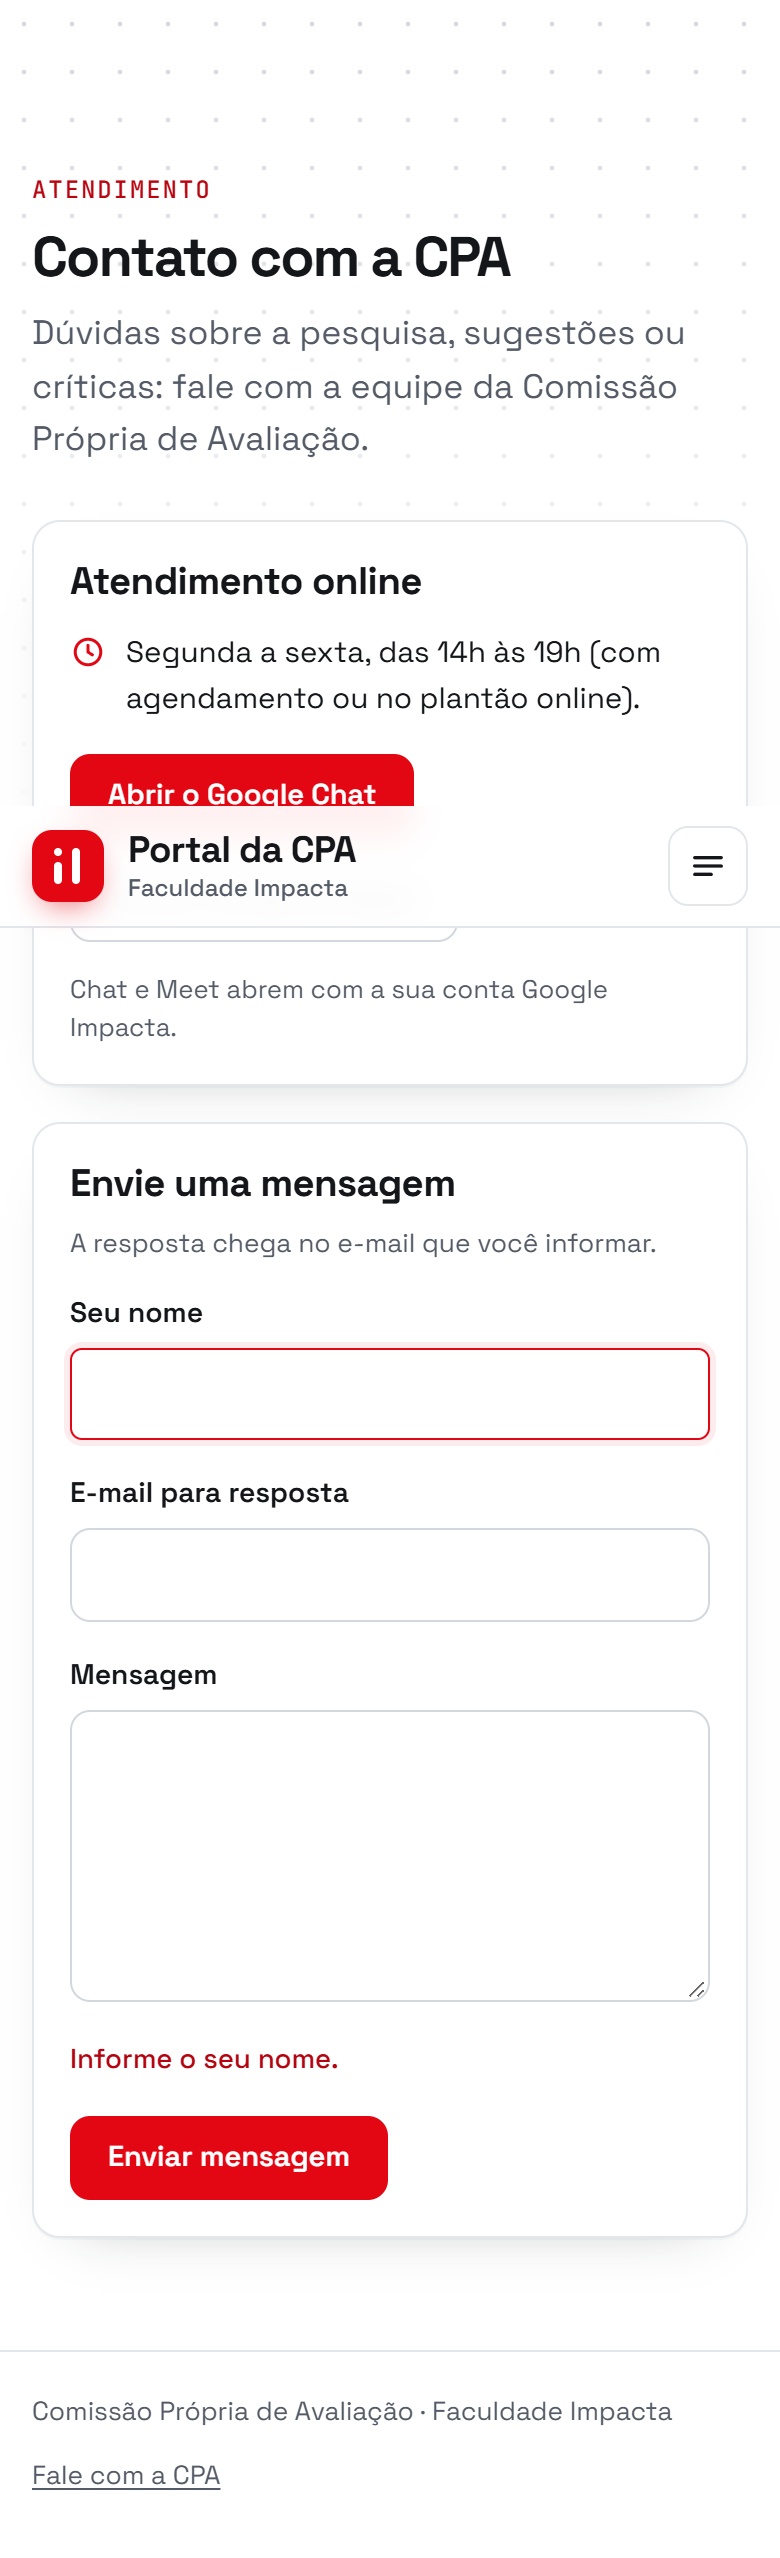 ATENDIMENTO
Contato com a CPA
Dúvidas sobre a pesquisa, sugestões ou
críticas: fale com a equipe da Comissão
Própria de Avaliação.
Atendimento online
Segunda a sexta, das 14h às 19h (com
agendamento ou no plantão online).
Abrir o Google Chat
Portal da CPA
Faculdade Impacta
Chat e Meet abrem com a sua conta Google
Impacta.
Envie uma mensagem
A resposta chega no e-mail que você informar.
Seu nome
E-mail para resposta
Mensagem
Informe o seu nome.
Enviar mensagem
Comissão Própria de Avaliação · Faculdade Impacta
Fale com a CPA